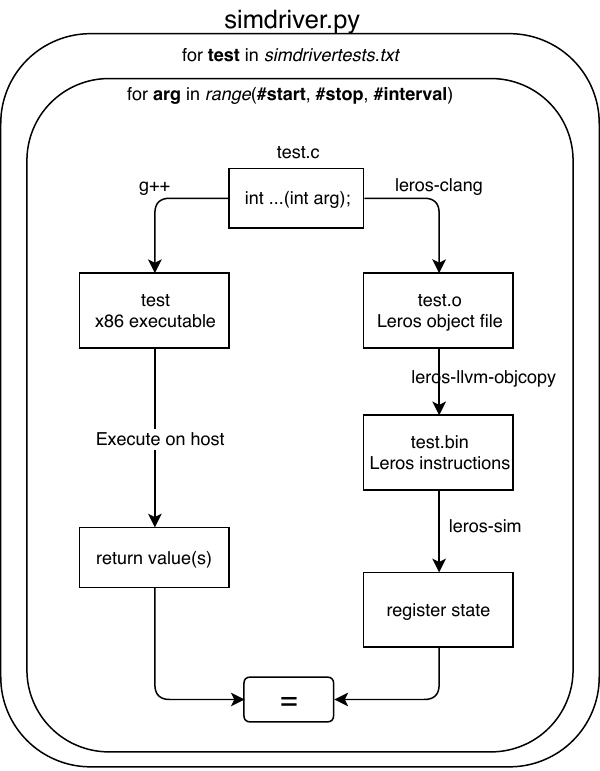 simdriver.py
for test in simdrivertests.txt
for arg in range(#start, #stop, #interval)
test.c
g++
int ...(int arg);
leros-clang
test
x86 executable
test.o
Leros object file
leros-llvm-objcopy
Execute on host
test.bin
Leros instructions
leros-sim
return value(s)
register state
=